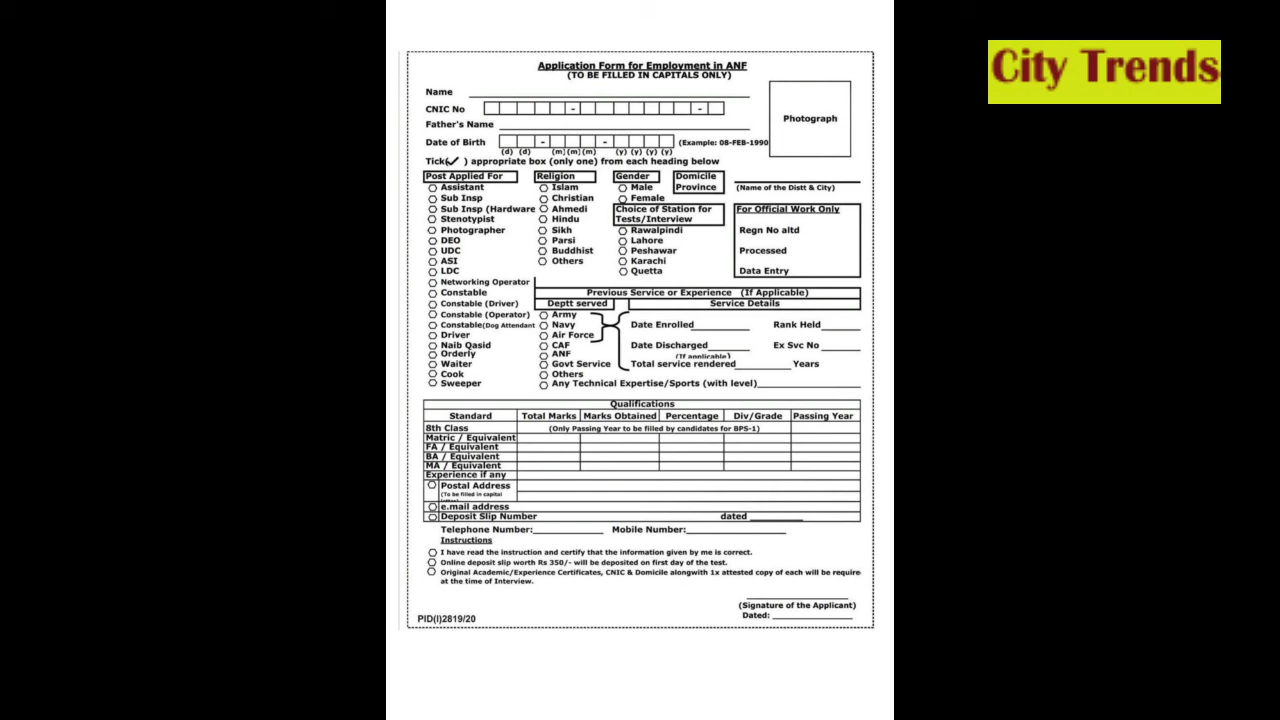 City Trends
Application Form for Employment in ANF
(TO BE FILLED IN CAPITALS ONLY)
Name
CNIC No - -
Photograph
Father's Name
Date of Birth - - (Example: 08-FEB-1990
(d) (d) (m) (m) (m) (y) (y) (y) (y)
Tick( ✓ ) appropriate box (only one) from each heading below
Post Applied For
Assistant
Sub Insp
Sub Insp (Hardware
Stenotypist
Photographer
DEO
UDC
ASI
LDC
Networking Operator
Constable
Constable (Driver)
Constable (Operator)
Constable(Dog Attendant
Driver
Naib Qasid
Orderly
Waiter
Cook
Sweeper
Religion
Islam
Christian
Ahmedi
Hindu
Sikh
Parsi
Buddhist
Others
Gender
Male
Female
Domicile
Province
(Name of the Distt & City)
Choice of Station for
Tests/Interview
Rawalpindi
Lahore
Peshawar
Karachi
Quetta
For Official Work Only
Regn No altd
Processed
Data Entry
Previous Service or Experience (If Applicable)
Deptt served
Service Details
Army
Navy
Air Force
CAF
ANF
Govt Service
Others
Date Enrolled Rank Held
Date Discharged Ex Svc No
(If applicable)
Total service rendered Years
Any Technical Expertise/Sports (with level)
Qualifications
Standard Total Marks Marks Obtained Percentage Div/Grade Passing Year
8th Class (Only Passing Year to be filled by candidates for BPS-1)
Matric / Equivalent
FA / Equivalent
BA / Equivalent
MA / Equivalent
Experience if any
Postal Address
(To be filled in capital
e.mail address
Deposit Slip Number dated
Telephone Number: Mobile Number:
Instructions
I have read the instruction and certify that the information given by me is correct.
Online deposit slip worth Rs 350/- will be deposited on first day of the test.
Original Academic/Experience Certificates, CNIC & Domicile alongwith 1x attested copy of each will be require
at the time of Interview.
(Signature of the Applicant)
Dated:
PID(I)2819/20